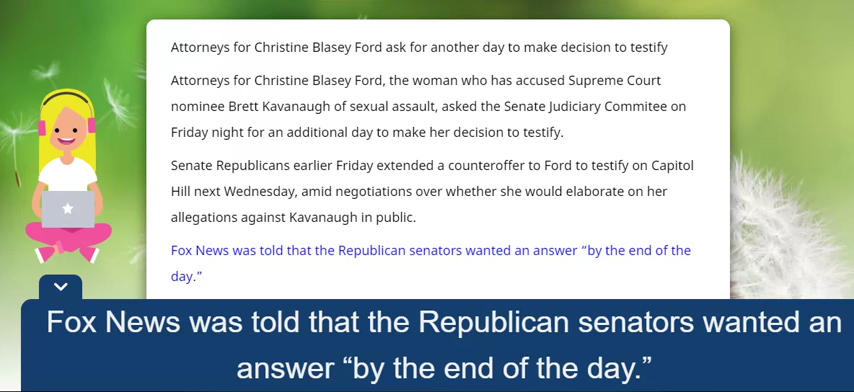 Attorneys for Christine Blasey Ford ask for another day to make decision to testify
Attorneys for Christine Blasey Ford, the woman who has accused Supreme Court
nominee Brett Kavanaugh of sexual assault, asked the Senate Judiciary Commitee on
Friday night for an additional day to make her decision to testify.
Senate Republicans earlier Friday extended a counteroffer to Ford to testify on Capitol
Hill next Wednesday, amid negotiations over whether she would elaborate on her
allegations against Kavanaugh in public.
Fox News was told that the Republican senators wanted an answer “by the end of the
day.”
Fox News was told that the Republican senators wanted an
answer “by the end of the day.”